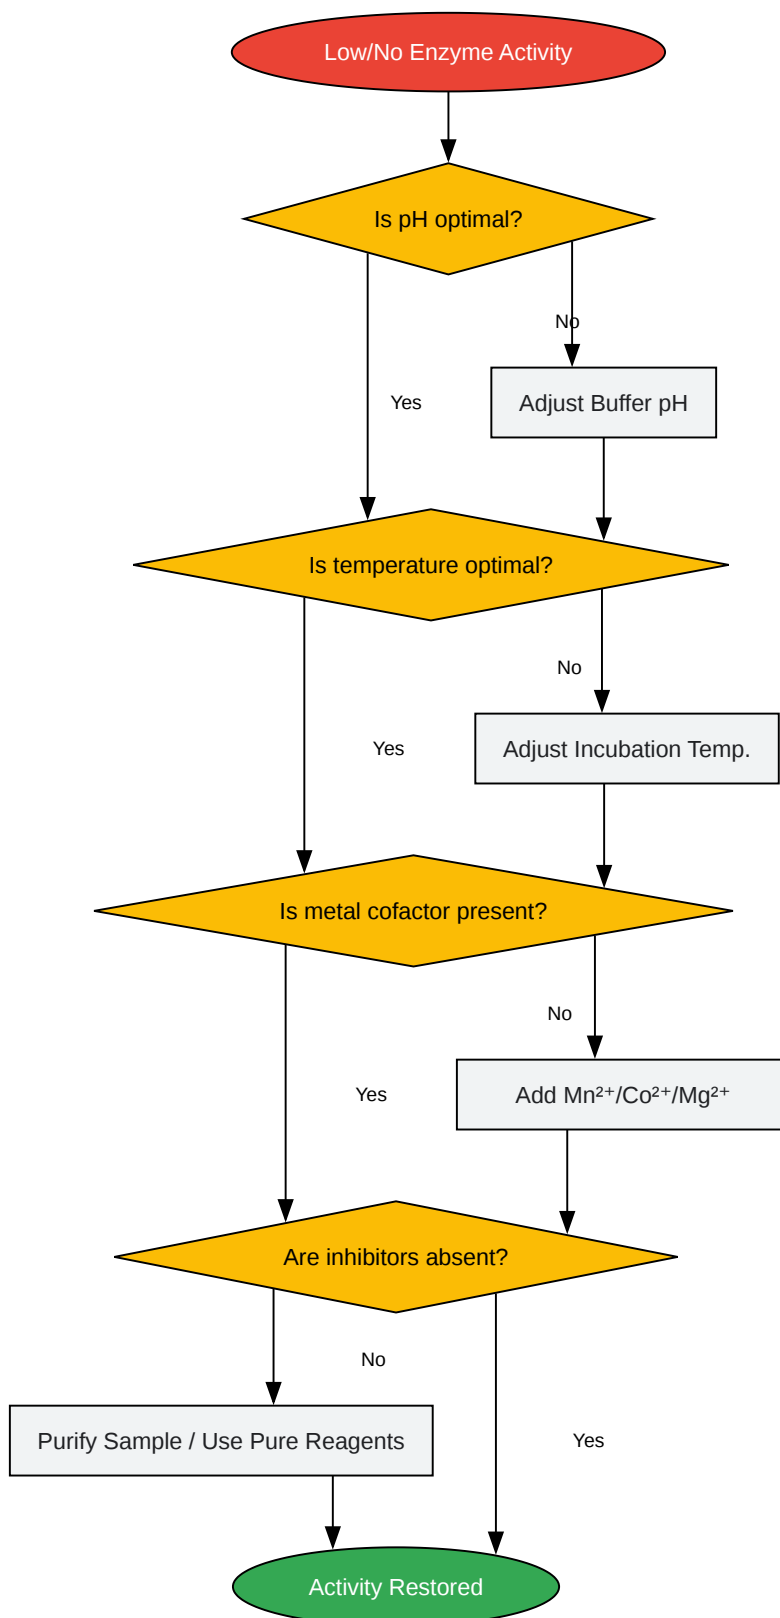 Low/No Enzyme Activity
Is pH optimal?
No
Yes
Adjust Buffer pH
Is temperature optimal?
No
Yes
Adjust Incubation Temp.
Is metal cofactor present?
No
Yes
Add Mn²⁺/Co²⁺/Mg²⁺
Are inhibitors absent?
No
Purify Sample / Use Pure Reagents
Yes
Activity Restored